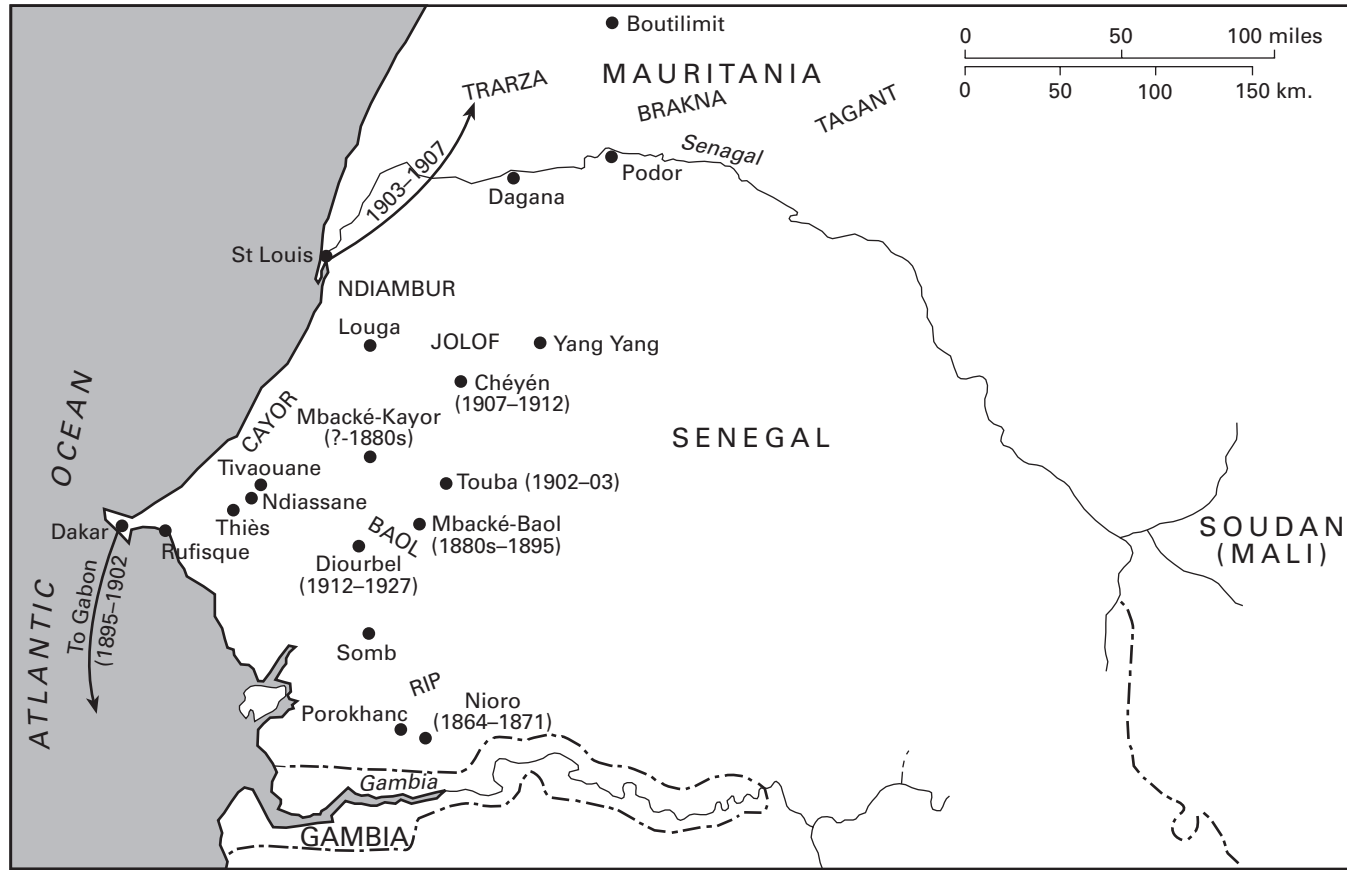 Boutilimit
0 50 100 miles
0 50 100 150 km.
MAURITANIA
TRARZA
BRAKNA
TAGANT
Senagal
1903–1907
Podór
Dagana
St Louis
NDIAMBUR
Louga
JOLOF
Yang Yang
Chéyén
(1907–1912)
CAYOR
Mbacké-Kayor
(?-1880s)
SENEGAL
ATLANTIC OCEAN
Tivaouane
Touba (1902–03)
Ndiassane
Thiès
Dakar
Rufisque
BAOL
Mbacké-Baol
(1880s–1895)
SOUDAN
(MALI)
Diourbel
(1912–1927)
To Gabon
(1895–1902
Somb
RIP
Nioro
(1864–1871)
Porokhanc
Gambia
GAMBIA